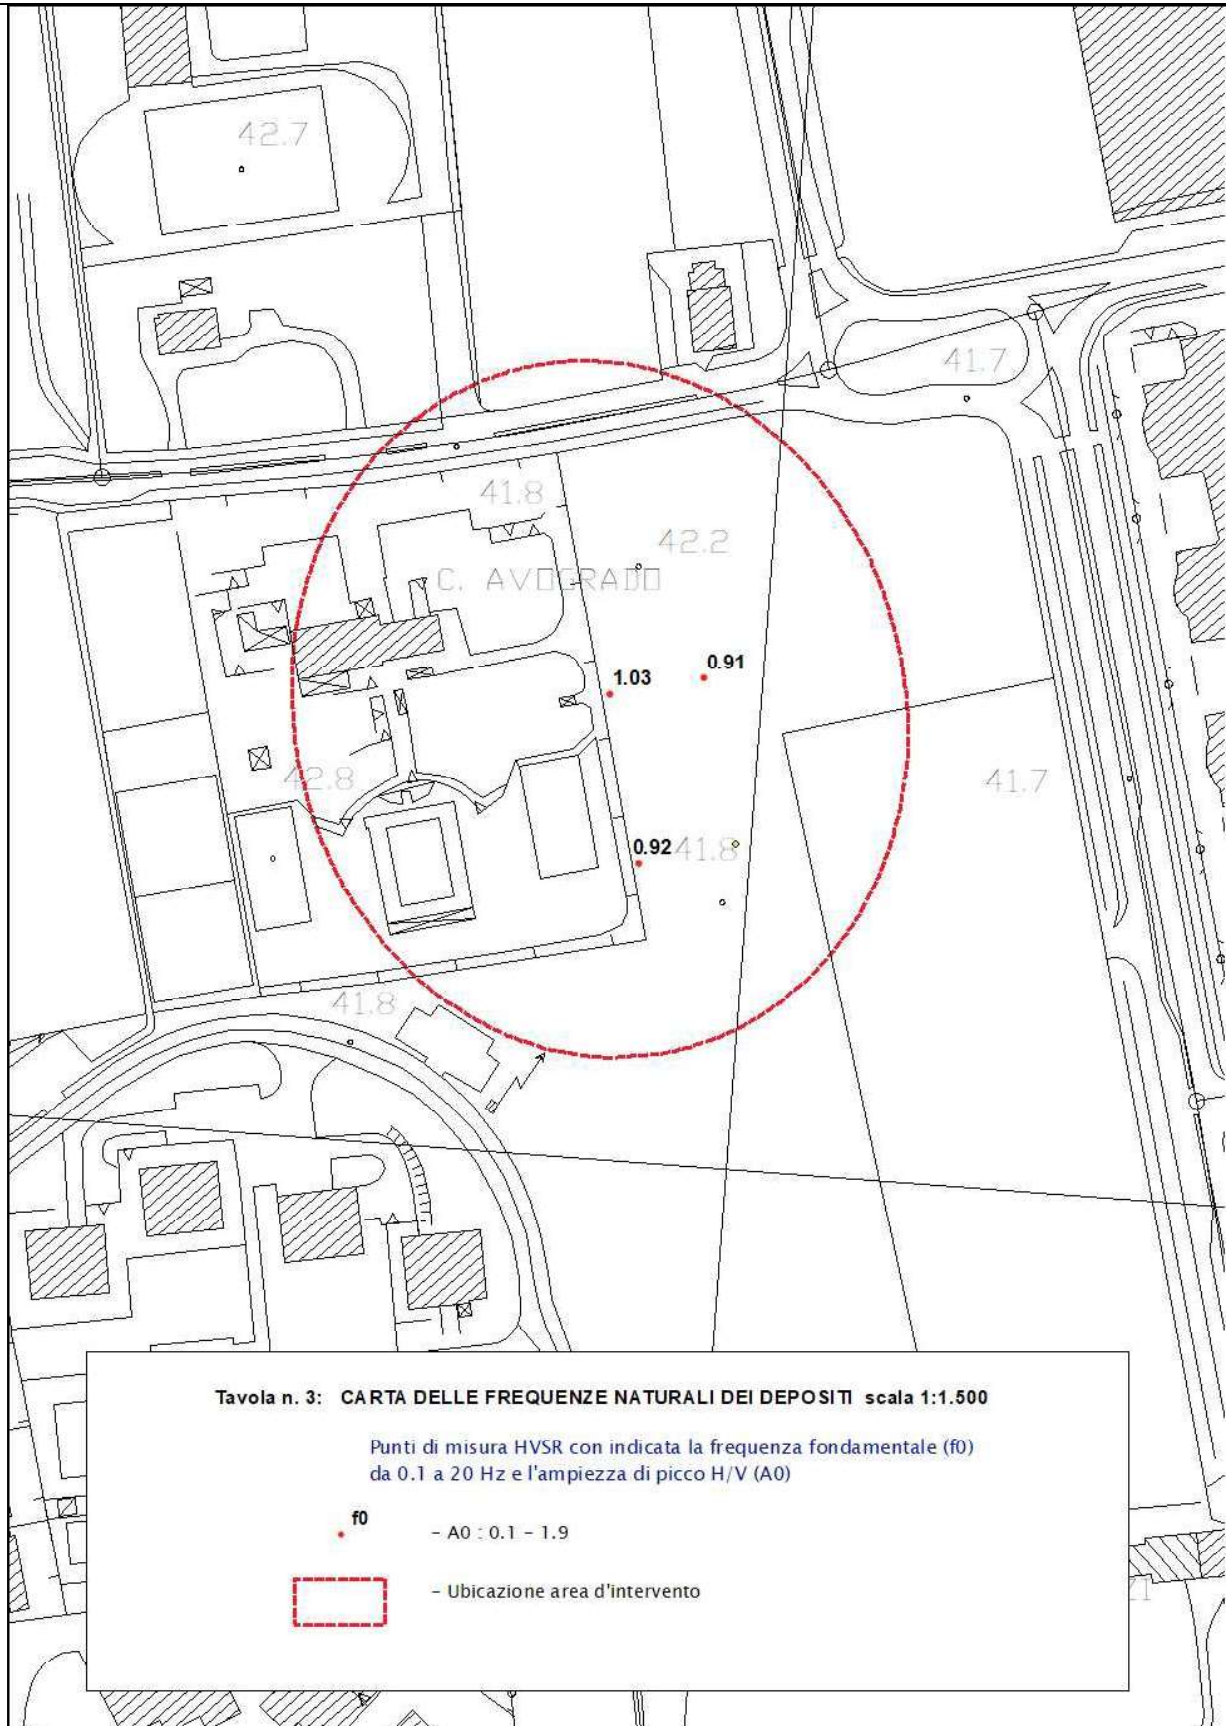 42.7
41.7
41.8
42.2
C. AVOGRADO
0.91
1.03
42.8
41.7
0.92
41.8
41.8
Tavola n. 3: CARTA DELLE FREQUENZE NATURALI DEI DEPOSITI scala 1:1.500
Punti di misura HVSR con indicata la frequenza fondamentale (f0)
da 0.1 a 20 Hz e l'ampiezza di picco H/V (A0)
f0
- A0 : 0.1 - 1.9
- Ubicazione area d'intervento